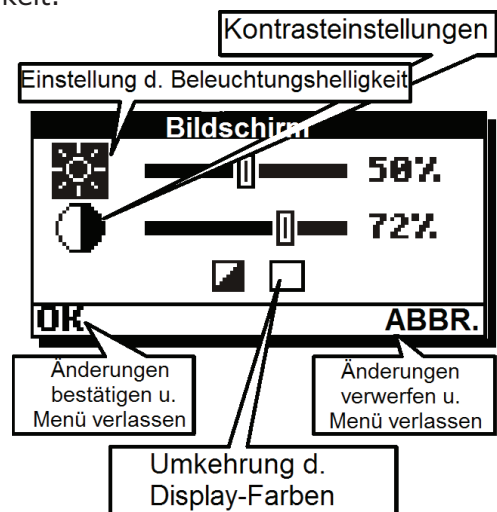 keit.
Kontrasteinstellungen
Einstellung d. Beleuchtungshelligkeit
Bildschirm
50%
72%
OK
ABBR.
Änderungen
bestätigen u.
Menü verlassen
Änderungen
verwerfen u.
Menü verlassen
Umkehrung d.
Display-Farben